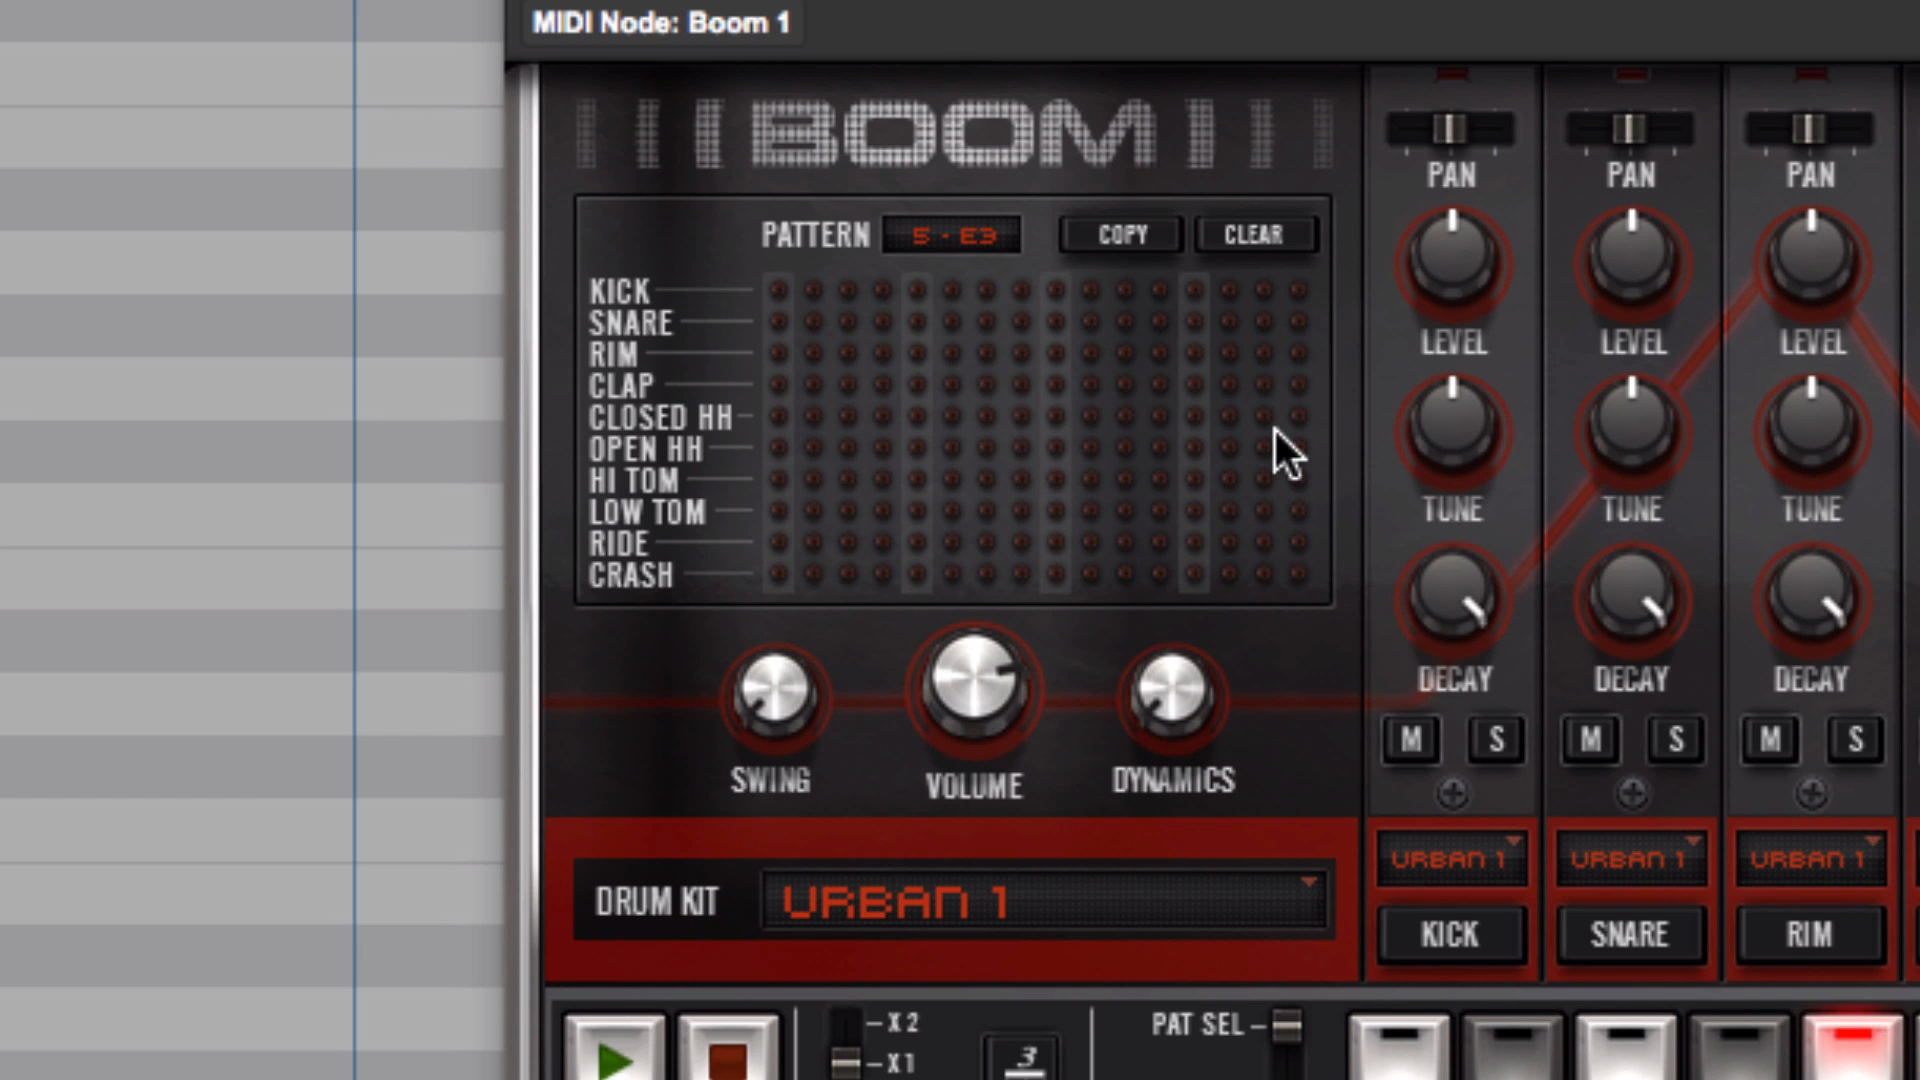 MIDI Node: Boom 1
BOOM
PATTERN 5 - E3 COPY CLEAR
KICK
SNARE
RIM
CLAP
CLOSED HH
OPEN HH
HI TOM
LOW TOM
RIDE
CRASH
SWING VOLUME DYNAMICS
DRUM KIT URBAN 1
PAN PAN PAN
LEVEL LEVEL LEVEL
TUNE TUNE TUNE
DECAY DECAY DECAY
M S M S M S
URBAN 1 URBAN 1 URBAN 1
KICK SNARE RIM
X2
X1
3
PAT SEL